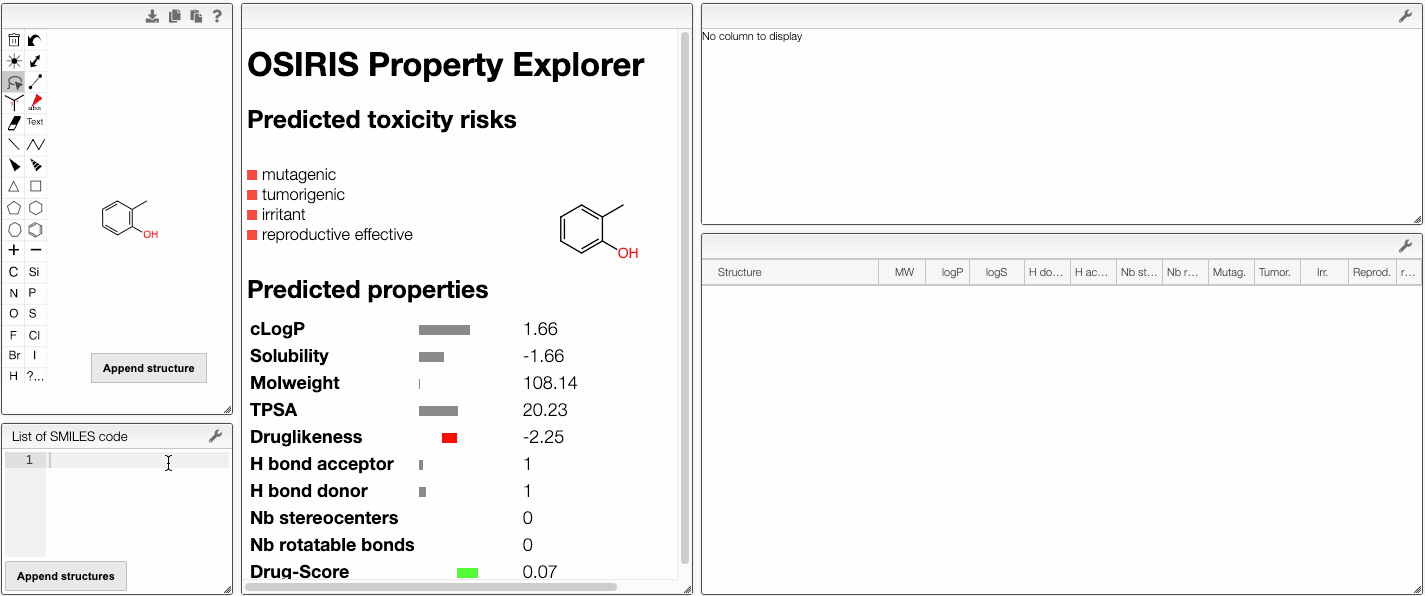 ?
abs
Text
C Si
N P
O S
F Cl
Br I
H ?...
OH
Append structure
List of SMILES code
1
Append structures
OSIRIS Property Explorer
Predicted toxicity risks
mutagenic
tumorigenic
irritant
reproductive effective
OH
Predicted properties
cLogP 1.66
Solubility -1.66
Molweight 108.14
TPSA 20.23
Druglikeness -2.25
H bond acceptor 1
H bond donor 1
Nb stereocenters 0
Nb rotatable bonds 0
Drug-Score 0.07
No column to display
Structure MW logP logS H do... H ac... Nb st... Nb r... Mutag. Tumor. Irr. Reprod. r...